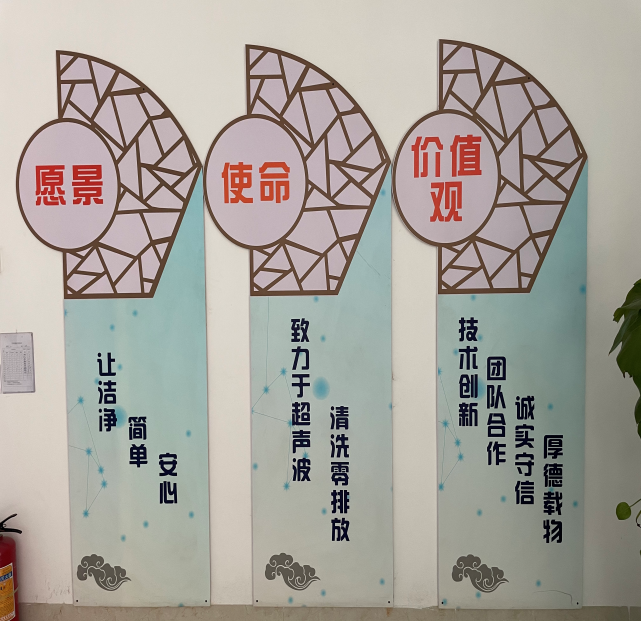 愿景
让洁净
简单
安心
使命
致力于超声波
清洗零排放
价值
观
技术创新
团队合作
诚实守信
厚德载物